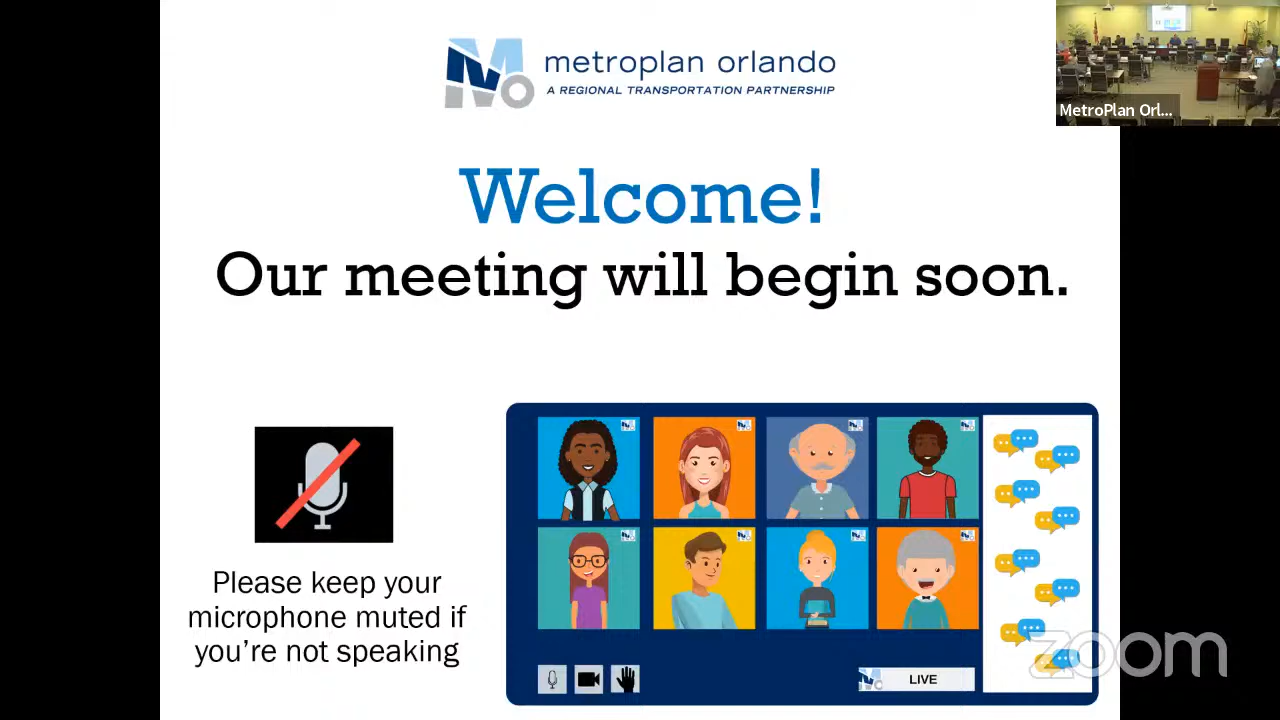 metroplan orlando
A REGIONAL TRANSPORTATION PARTNERSHIP
MetroPlan Orl...
Welcome!
Our meeting will begin soon.
Please keep your
microphone muted if
you're not speaking
LIVE
zoom